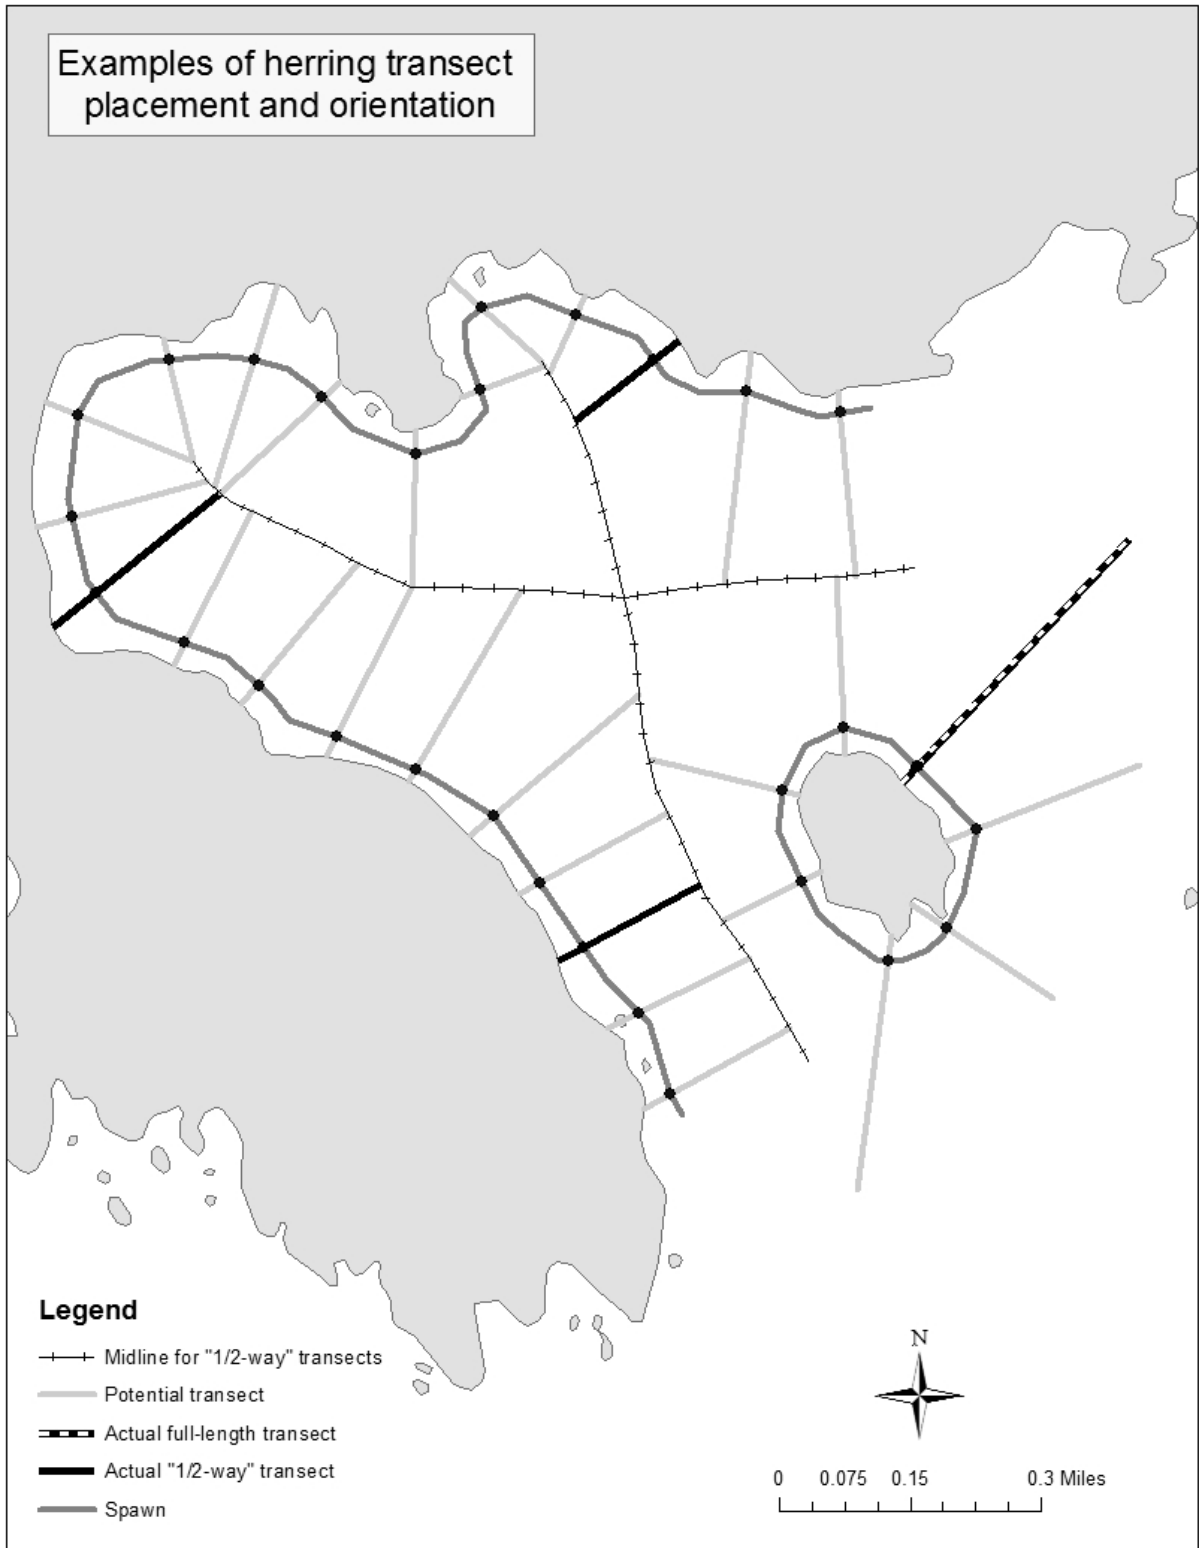 Examples of herring transect
placement and orientation
Legend
Midline for "1/2-way" transects
Potential transect
Actual full-length transect
Actual "1/2-way" transect
Spawn
N
0 0.075 0.15 0.3 Miles